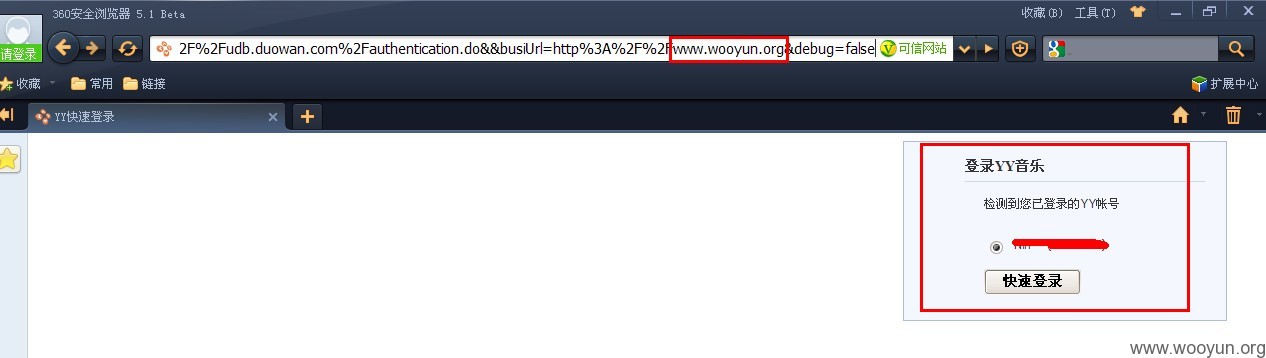 360安全浏览器 5.1 Beta
收藏(B) 工具(T)
请登录
2F%2Fudb.duowan.com%2Fauthentication.do&&busiUrl=http%3A%2F%2Fwww.wooyun.org&debug=false
可信网站
收藏 常用 链接
扩展中心
YY快速登录
登录YY音乐
检测到您已登录的YY帐号
快速登录
www.wooyun.org